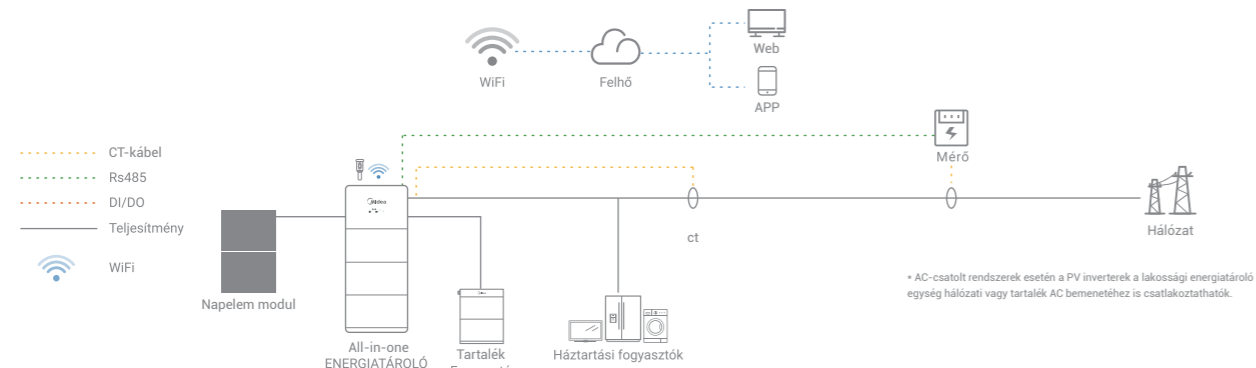 WiFi
Felhő
Web
APP
CT-kábel
Rs485
DI/DO
Teljesítmény
WiFi
Mérő
Midea
ct
Hálózat
Napelem modul
All-in-one
ENERGIATÁROLÓ
Tartalék
Háztartási fogyasztók
* AC-csatolt rendszerek esetén a PV inverterek a lakossági energiatároló
egység hálózati vagy tartalék AC bemenetéhez is csatlakoztathatók.